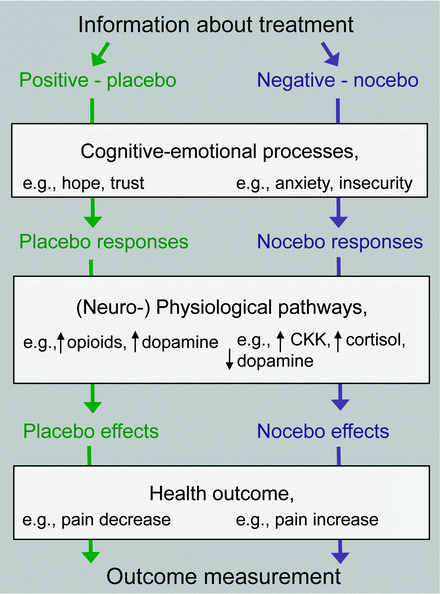 Information about treatment
Positive - placebo
Negative - nocebo
Cognitive-emotional processes,
e.g., hope, trust
e.g., anxiety, insecurity
Placebo responses
Nocebo responses
(Neuro-) Physiological pathways,
e.g.,↑opioids, ↑ dopamine
e.g., ↑ CKK, ↑ cortisol,
↓ dopamine
Placebo effects
Nocebo effects
Health outcome,
e.g., pain decrease
e.g., pain increase
Outcome measurement